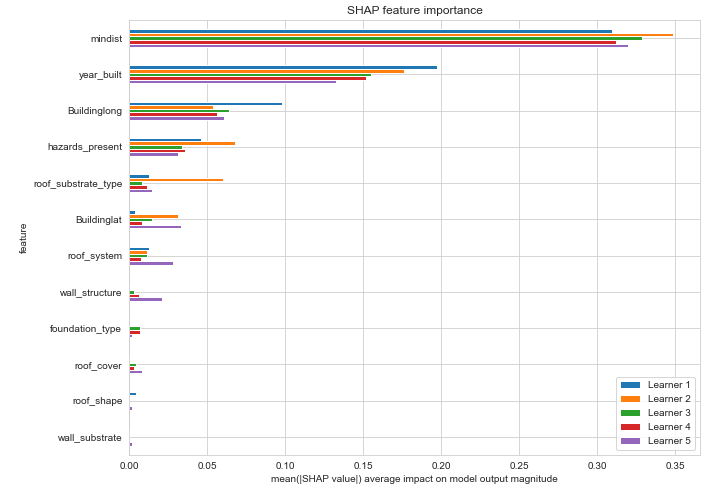 SHAP feature importance
mindist
year_built
Buildinglong
hazards_present
roof_substrate_type
Buildinglat
roof_system
wall_structure
foundation_type
roof_cover
roof_shape
wall_substrate
feature
Learner 1
Learner 2
Learner 3
Learner 4
Learner 5
0.00 0.05 0.10 0.15 0.20 0.25 0.30 0.35
mean(|SHAP value|) average impact on model output magnitude